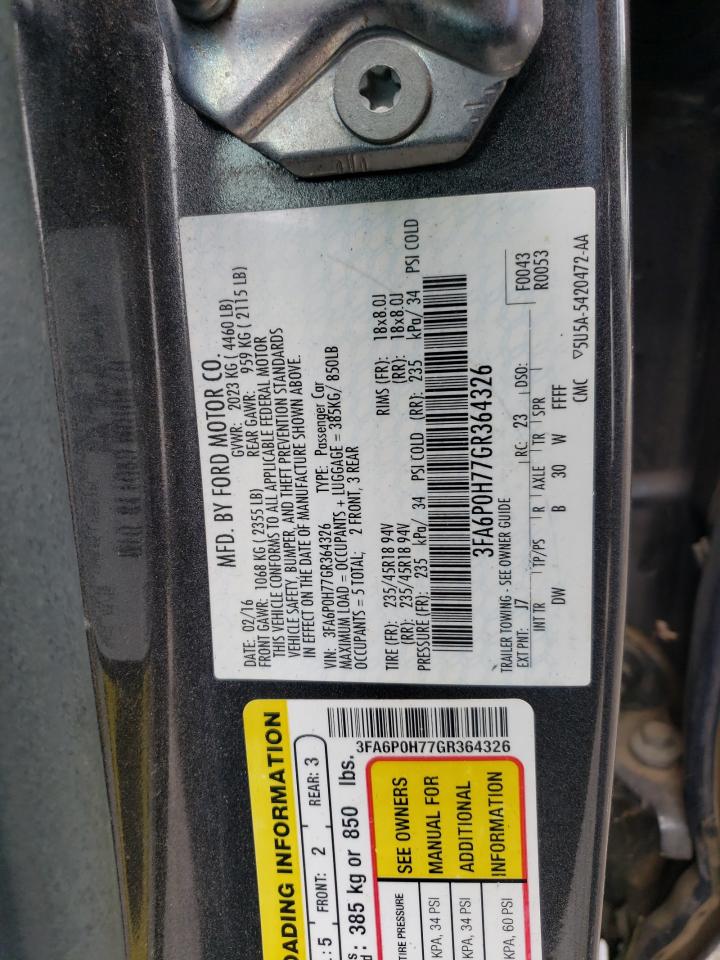 MFD. BY FORD MOTOR CO.
DATE: 02/16 GVWR: 2023 KG ( 4460 LB)
FRONT GAWR: 1068 KG ( 2355 LB) REAR GAWR: 959 KG ( 2115 LB)
THIS VEHICLE CONFORMS TO ALL APPLICABLE FEDERAL MOTOR
VEHICLE SAFETY, BUMPER, AND THEFT PREVENTION STANDARDS
IN EFFECT ON THE DATE OF MANUFACTURE SHOWN ABOVE.
VIN: 3FA6P0H77GR364326 TYPE: Passenger Car
MAXIMUM LOAD = OCCUPANTS + LUGGAGE = 385KG/ 850LB
OCCUPANTS = 5 TOTAL; 2 FRONT, 3 REAR
TIRE (FR): 235/45R18 94V RIMS (FR): 18x8.0J
(RR): 235/45R18 94V (RR): 18x8.0J
PRESSURE (FR): 235 kPa/ 34 PSI COLD (RR): 235 kPa/ 34 PSI COLD
3FA6P0H77GR364326
TRAILER TOWING - SEE OWNER GUIDE F0043
EXT PNT: J7 RC: 23 DSO: R0053
INT TR TP/PS R AXLE TR SPR
DW B 30 W FFFF
CMC ▽5U5A-5420472-AA
OADING INFORMATION
: 5 FRONT: 2 REAR: 3
: 385 kg or 850 lbs.
3FA6P0H77GR364326
TIRE PRESSURE
KPA, 34 PSI
KPA, 34 PSI
KPA, 60 PSI
SEE OWNERS
MANUAL FOR
ADDITIONAL
INFORMATION